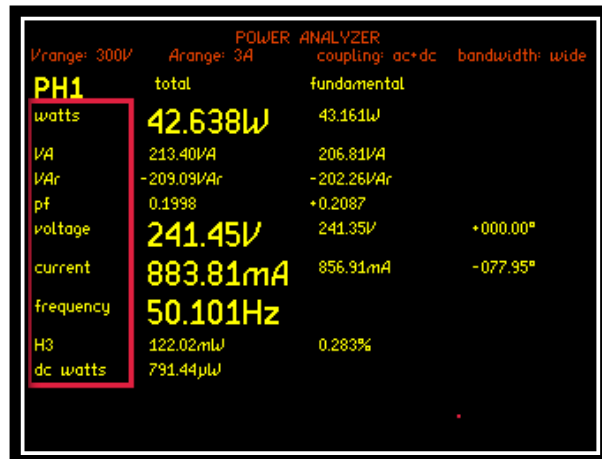 POWER ANALYZER
Vrange: 300V Arange: 3A coupling: ac+dc bandwidth: wide
PH1 total fundamental
watts 42.638W 43.161W
VA 213.40VA 206.81VA
VAr -209.09VAr -202.26VAr
pf 0.1998 +0.2087
voltage 241.45V 241.35V +000.00°
current 883.81mA 856.91mA -077.95°
frequency 50.101Hz
H3 122.02mW 0.283%
dc watts 791.44µW